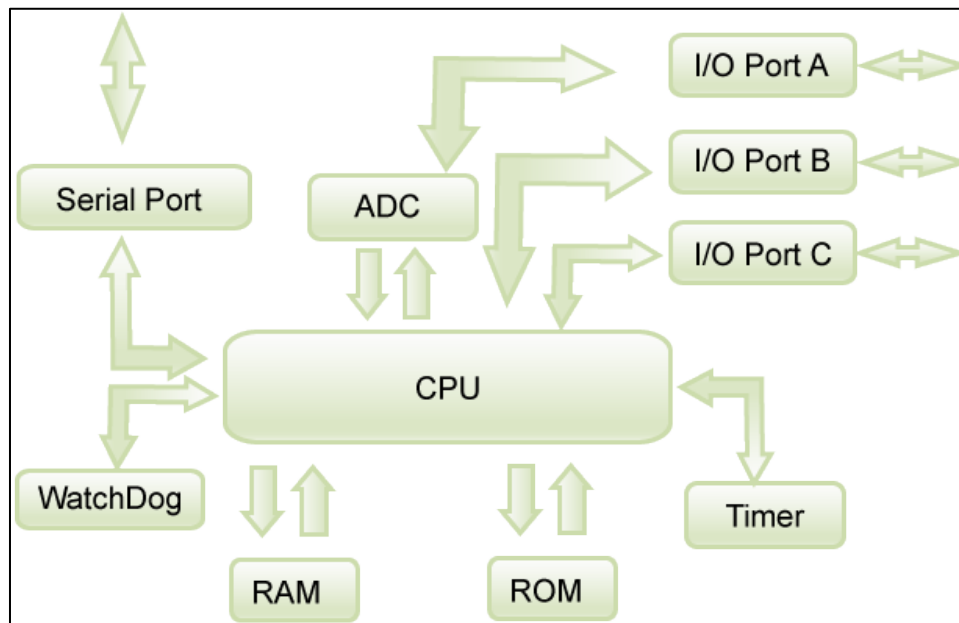 I/O Port A
I/O Port B
Serial Port
ADC
I/O Port C
CPU
WatchDog
Timer
RAM
ROM